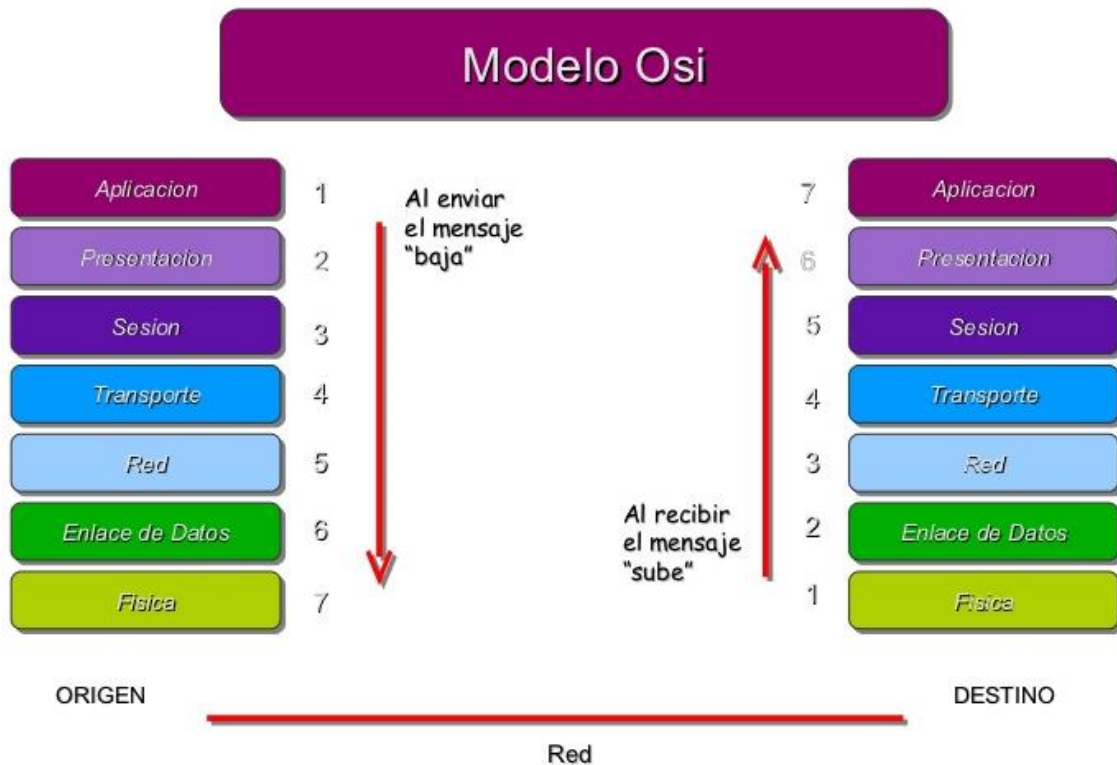 Modelo Osi
Aplicacion
1
Presentacion
2
Sesion
3
Transporte
4
Red
5
Enlace de Datos
6
Fisica
7
Al enviar
el mensaje
"baja"
Al recibir
el mensaje
"sube"
7
Aplicacion
6
Presentacion
5
Sesion
4
Transporte
3
Red
2
Enlace de Datos
1
Fisica
ORIGEN
DESTINO
Red